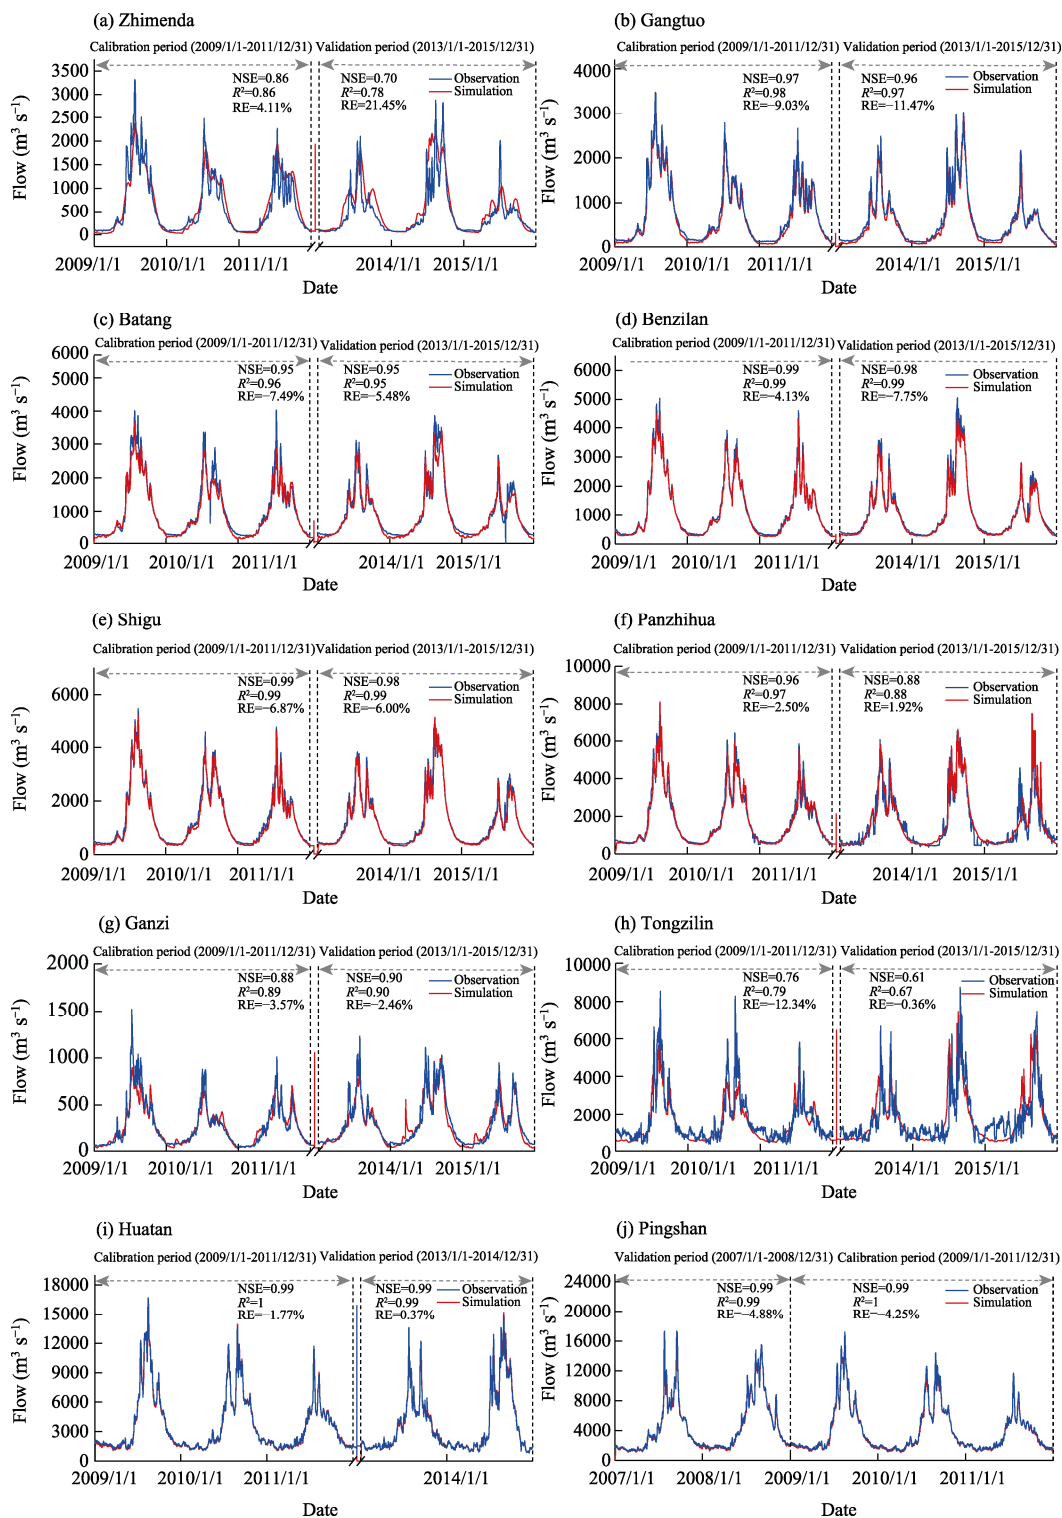 (a) Zhimenda
Calibration period (2009/1/1-2011/12/31)
Validation period (2013/1/1-2015/12/31)
NSE=0.86
R²=0.86
RE=4.11%
NSE=0.70
R²=0.78
RE=21.45%
Observation
Simulation
3500
3000
2500
2000
1500
1000
500
0
Flow (m³ s⁻¹)
2009/1/1
2010/1/1
2011/1/1
2014/1/1
2015/1/1
Date
(b) Gangtuo
Calibration period (2009/1/1-2011/12/31)
Validation period (2013/1/1-2015/12/31)
NSE=0.97
R²=0.98
RE=−9.03%
NSE=0.96
R²=0.97
RE=−11.47%
Observation
Simulation
4000
3000
2000
1000
0
Flow (m³ s⁻¹)
2009/1/1
2010/1/1
2011/1/1
2014/1/1
2015/1/1
Date
(c) Batang
Calibration period (2009/1/1-2011/12/31)
Validation period (2013/1/1-2015/12/31)
NSE=0.95
R²=0.96
RE=−7.49%
NSE=0.95
R²=0.95
RE=−5.48%
Observation
Simulation
6000
5000
4000
3000
2000
1000
0
Flow (m³ s⁻¹)
2009/1/1
2010/1/1
2011/1/1
2014/1/1
2015/1/1
Date
(d) Benzilan
Calibration period (2009/1/1-2011/12/31)
Validation period (2013/1/1-2015/12/31)
NSE=0.99
R²=0.99
RE=−4.13%
NSE=0.98
R²=0.99
RE=−7.75%
Observation
Simulation
6000
5000
4000
3000
2000
1000
0
Flow (m³ s⁻¹)
2009/1/1
2010/1/1
2011/1/1
2014/1/1
2015/1/1
Date
(e) Shigu
Calibration period (2009/1/1-2011/12/31)
Validation period (2013/1/1-2015/12/31)
NSE=0.99
R²=0.99
RE=−6.87%
NSE=0.98
R²=0.99
RE=−6.00%
Observation
Simulation
6000
4000
2000
0
Flow (m³ s⁻¹)
2009/1/1
2010/1/1
2011/1/1
2014/1/1
2015/1/1
Date
(f) Panzhihua
Calibration period (2009/1/1-2011/12/31)
Validation period (2013/1/1-2015/12/31)
NSE=0.96
R²=0.97
RE=−2.50%
NSE=0.88
R²=0.88
RE=1.92%
Observation
Simulation
10000
8000
6000
4000
2000
0
Flow (m³ s⁻¹)
2009/1/1
2010/1/1
2011/1/1
2014/1/1
2015/1/1
Date
(g) Ganzi
Calibration period (2009/1/1-2011/12/31)
Validation period (2013/1/1-2015/12/31)
NSE=0.88
R²=0.89
RE=−3.57%
NSE=0.90
R²=0.90
RE=−2.46%
Observation
Simulation
2000
1500
1000
500
0
Flow (m³ s⁻¹)
2009/1/1
2010/1/1
2011/1/1
2014/1/1
2015/1/1
Date
(h) Tongzilin
Calibration period (2009/1/1-2011/12/31)
Validation period (2013/1/1-2015/12/31)
NSE=0.76
R²=0.79
RE=−12.34%
NSE=0.61
R²=0.67
RE=−0.36%
Observation
Simulation
10000
8000
6000
4000
2000
0
Flow (m³ s⁻¹)
2009/1/1
2010/1/1
2011/1/1
2014/1/1
2015/1/1
Date
(i) Huatan
Calibration period (2009/1/1-2011/12/31)
Validation period (2013/1/1-2014/12/31)
NSE=0.99
R²=1
RE=−1.77%
NSE=0.99
R²=0.99
RE=0.37%
Observation
Simulation
18000
15000
12000
9000
6000
3000
0
Flow (m³ s⁻¹)
2009/1/1
2010/1/1
2011/1/1
2014/1/1
Date
(j) Pingshan
Validation period (2007/1/1-2008/12/31)
Calibration period (2009/1/1-2011/12/31)
NSE=0.99
R²=0.99
RE=−4.88%
NSE=0.99
R²=1
RE=−4.25%
Observation
Simulation
24000
20000
16000
12000
8000
4000
0
Flow (m³ s⁻¹)
2007/1/1
2008/1/1
2009/1/1
2010/1/1
2011/1/1
Date